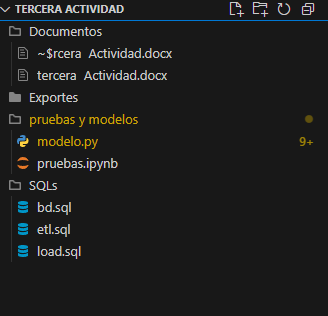 TERCERA ACTIVIDAD
Documentos
~$rcera Actividad.docx
tercera Actividad.docx
Exportes
pruebas y modelos
modelo.py 9+
pruebas.ipynb
SQLs
bd.sql
etl.sql
load.sql